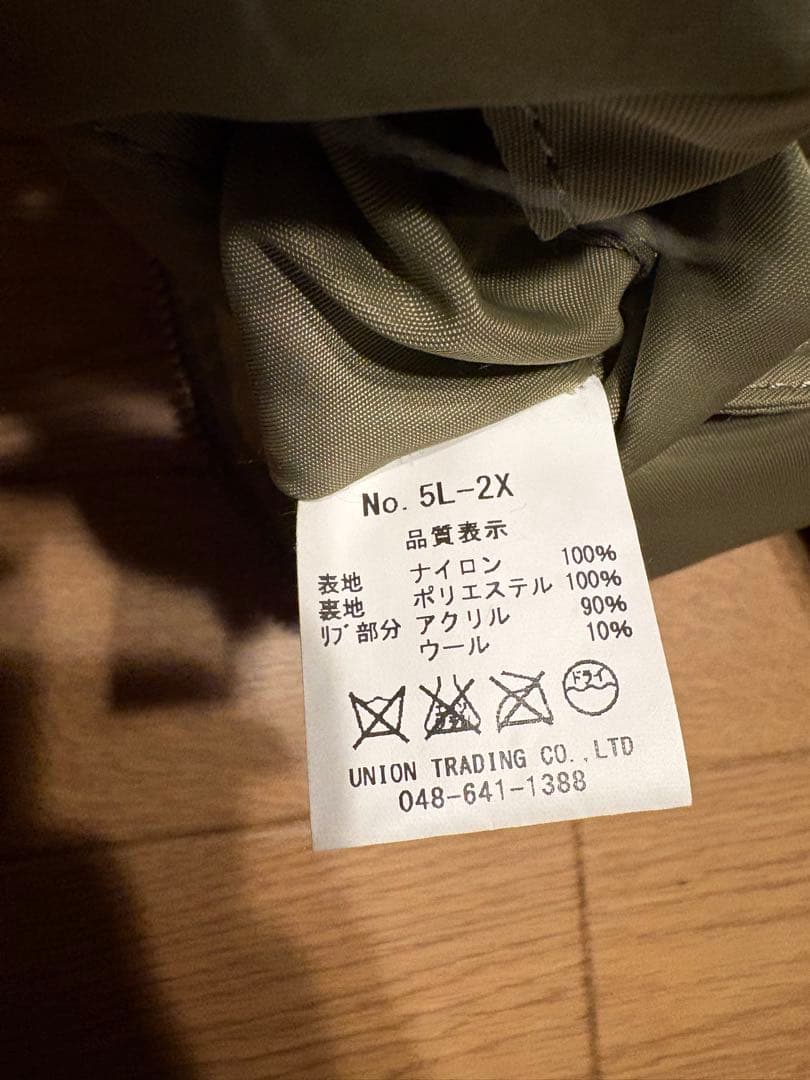 No. 5L-2X
品質表示
表地 ナイロン 100%
裏地 ポリエステル 100%
ﾘﾌﾞ部分 アクリル 90%
ウール 10%
ドライ
UNION TRADING CO.,LTD
048-641-1388